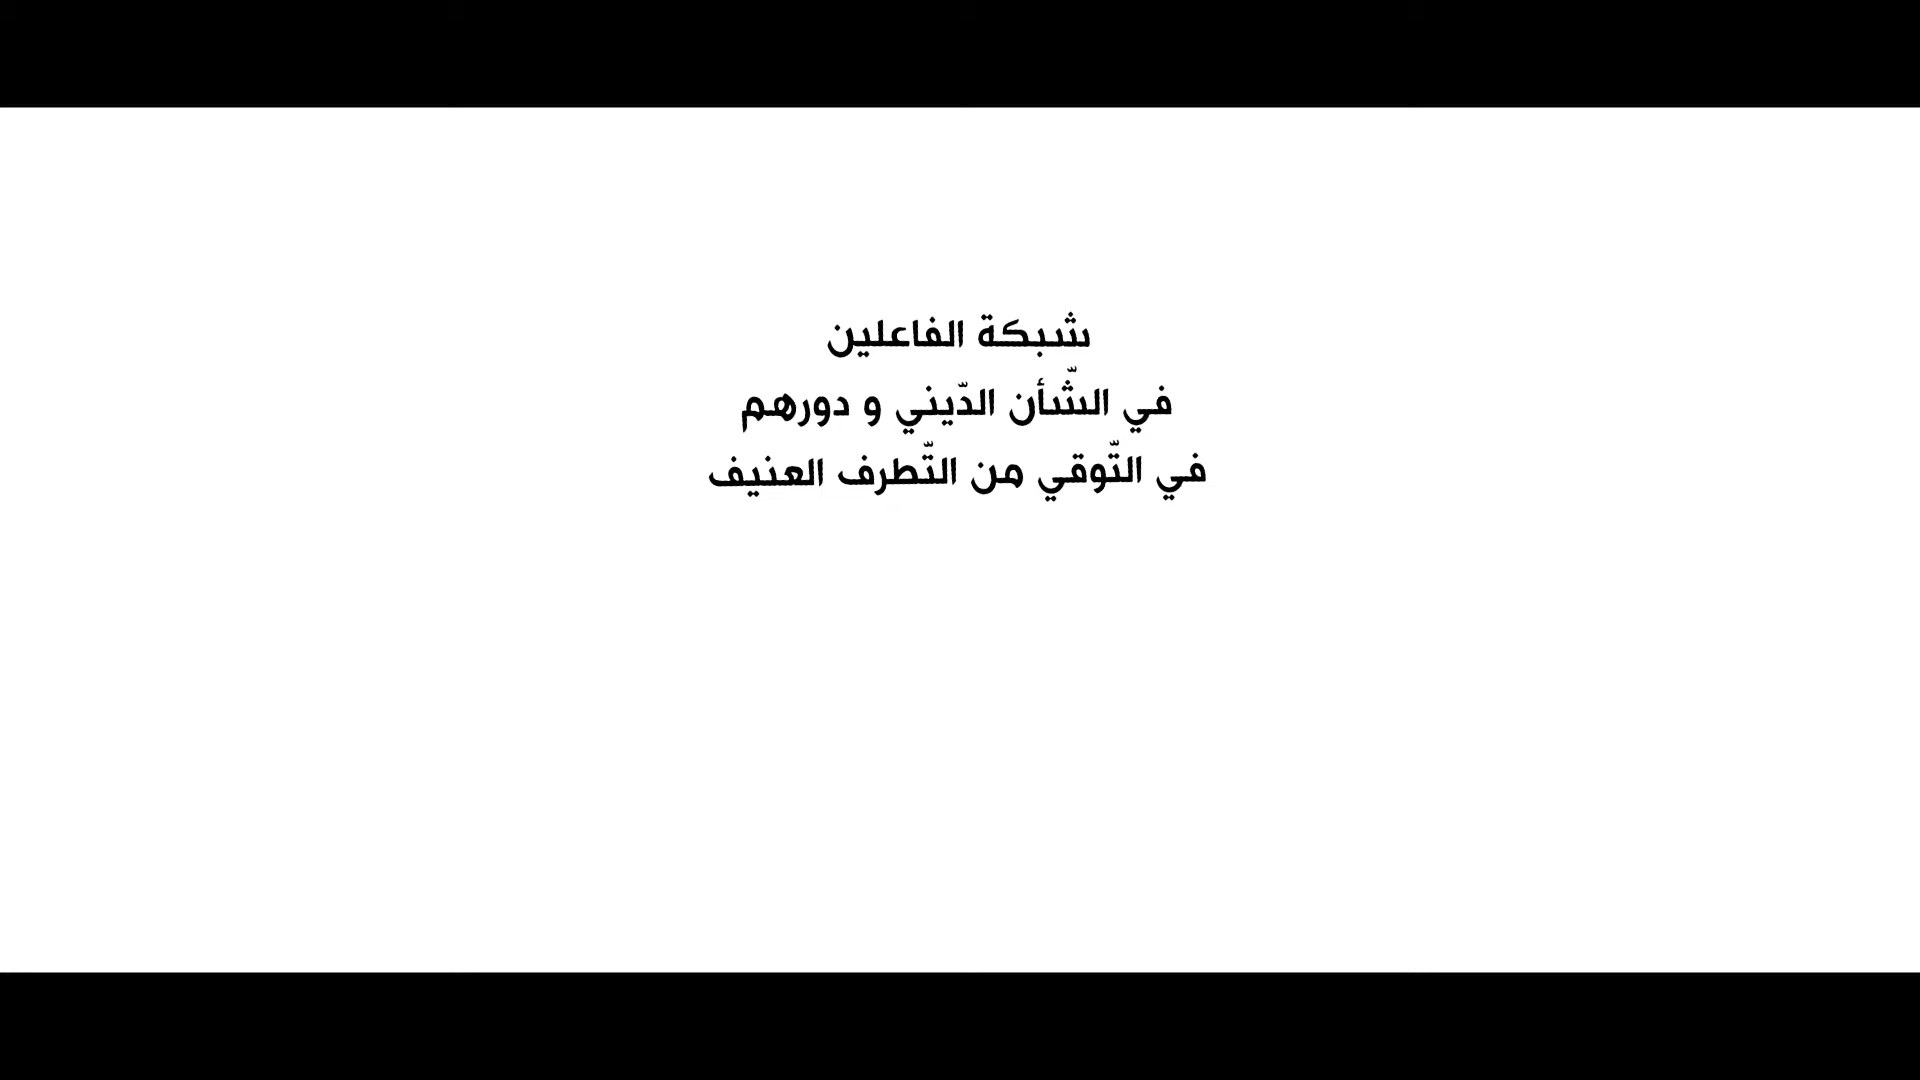 شبكة الفاعلين
في الشّأن الدّيني و دورهم
في التّوقي من التّطرف العنيف